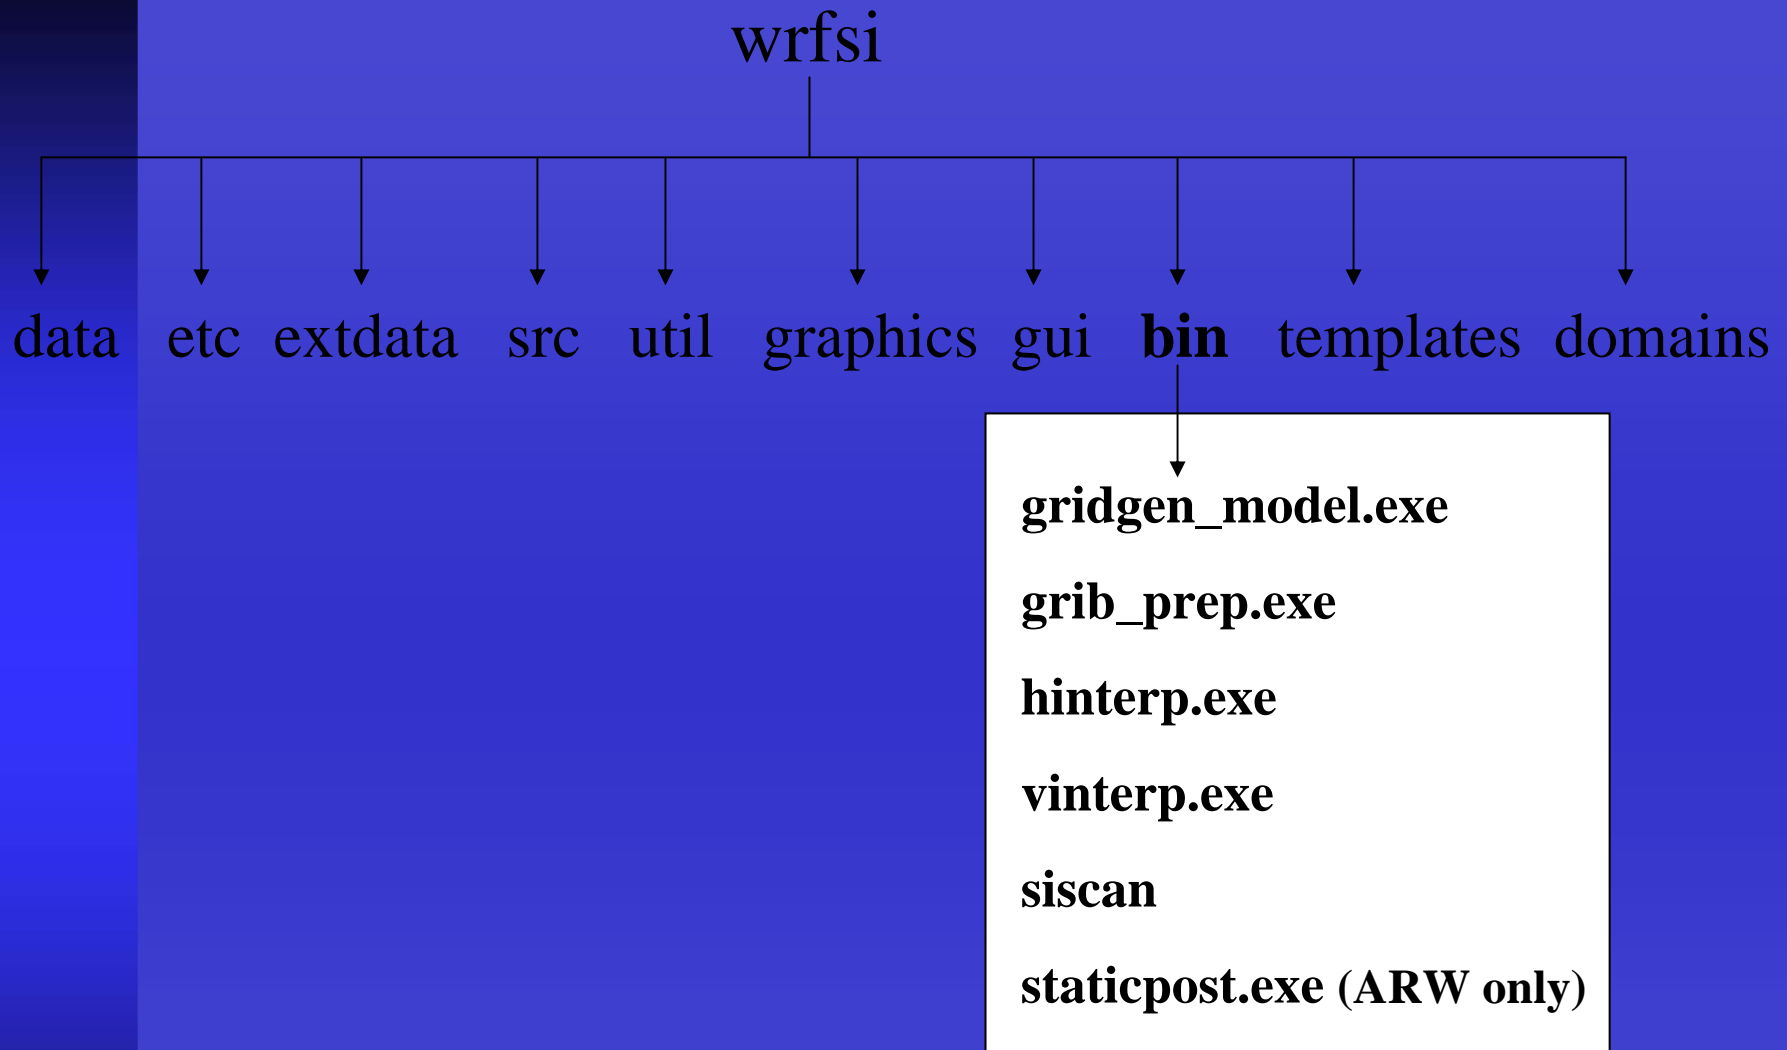 wrfsi
data etc extdata src util graphics gui bin templates domains
gridgen_model.exe
grib_prep.exe
hinterp.exe
vinterp.exe
siscan
staticpost.exe (ARW only)